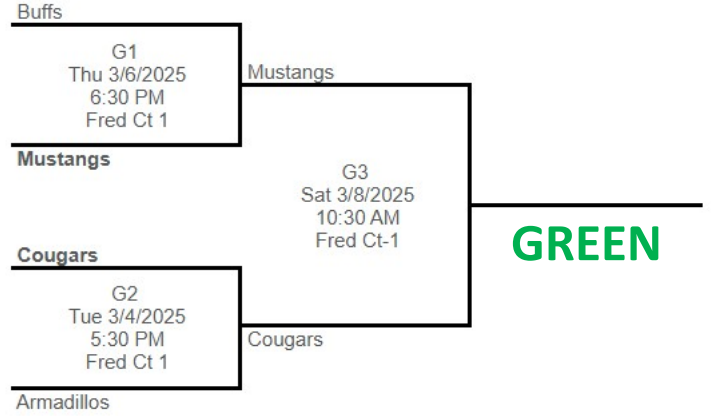 Buffs
G1
Thu 3/6/2025
6:30 PM
Fred Ct 1
Mustangs
Mustangs
G3
Sat 3/8/2025
10:30 AM
Fred Ct-1
GREEN
Cougars
G2
Tue 3/4/2025
5:30 PM
Fred Ct 1
Cougars
Armadillos